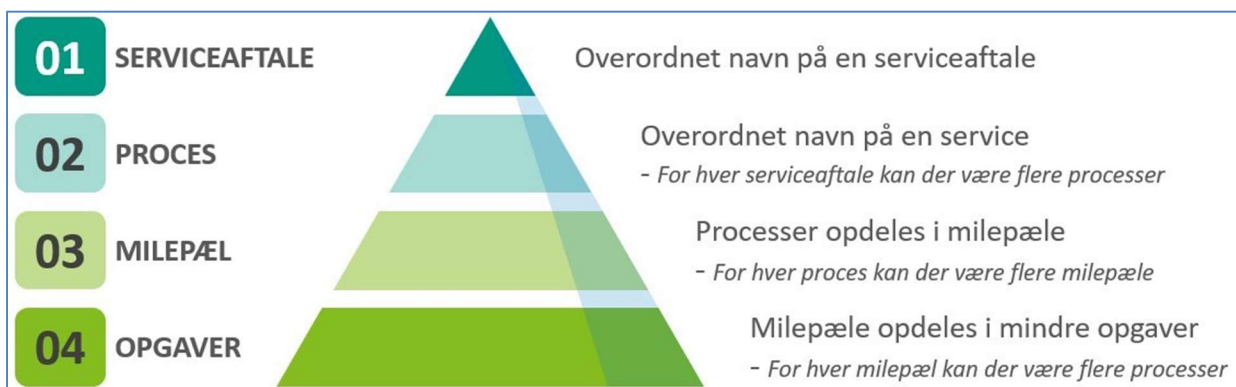 01 SERVICEAFTALE
Overordnet navn på en serviceaftale
02 PROCES
Overordnet navn på en service
- For hver serviceaftale kan der være flere processer
03 MILEPÆL
Processer opdeles i milepæle
- For hver proces kan der være flere milepæle
04 OPGAVER
Milepæle opdeles i mindre opgaver
- For hver milepæl kan der være flere processer